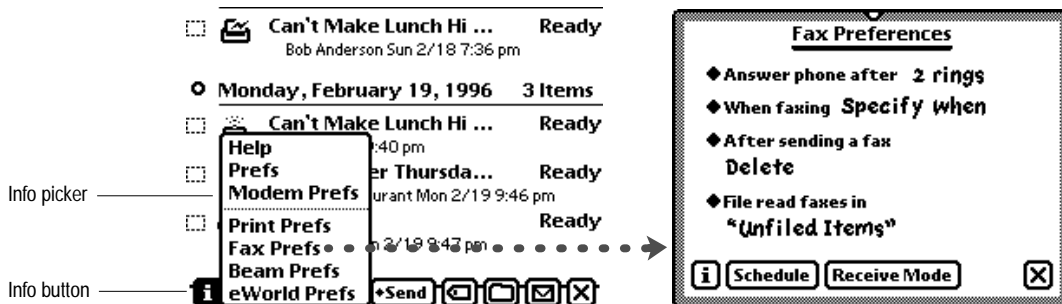 Can't Make Lunch Hi ... Ready
Bob Anderson Sun 2/18 7:36 pm
Monday, February 19, 1996 3 Items
Can't Make Lunch Hi ... Ready
:40 pm
er Thursda... Ready
urant Mon 2/19 9:46 pm
Ready
2/19 9:47 pm
Help
Prefs
Modem Prefs
Print Prefs
Fax Prefs
Beam Prefs
eWorld Prefs
Info picker
Info button
i
Send
Fax Preferences
Answer phone after 2 rings
When faxing Specify when
After sending a fax
Delete
File read faxes in
“Unfiled Items”
i Schedule Receive Mode X